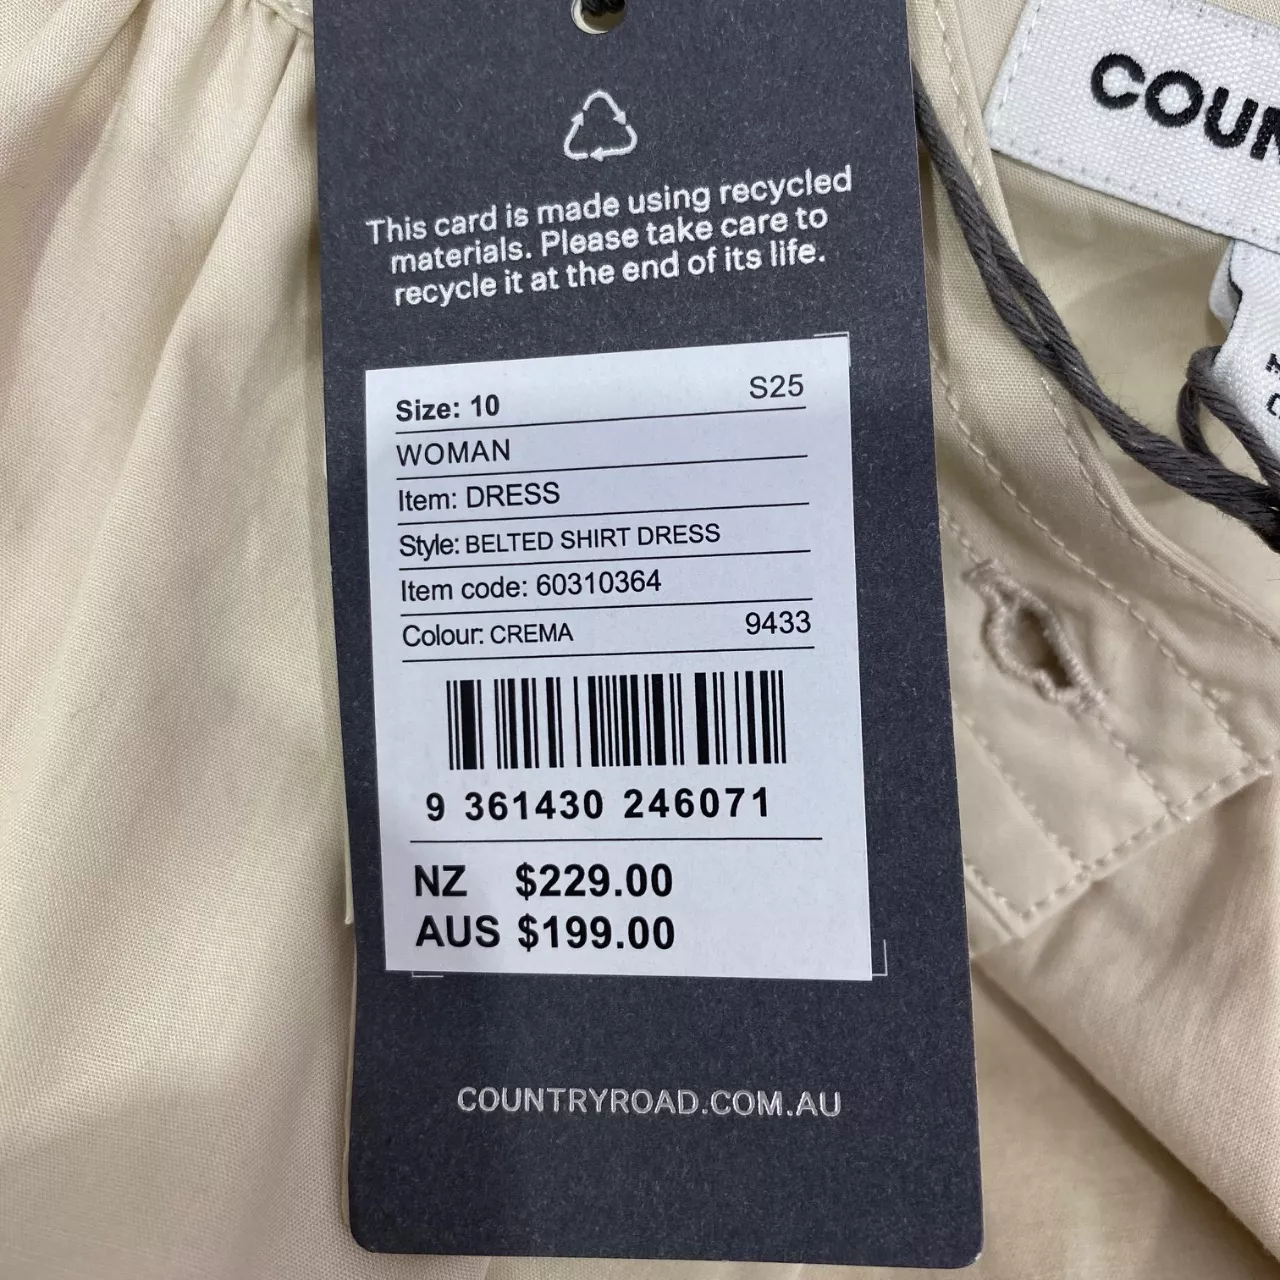 This card is made using recycled
materials. Please take care to
recycle it at the end of its life.
Size: 10 S25
WOMAN
Item: DRESS
Style: BELTED SHIRT DRESS
Item code: 60310364
Colour: CREMA 9433
9 361430 246071
NZ $229.00
AUS $199.00
COUNTRYROAD.COM.AU
COUN